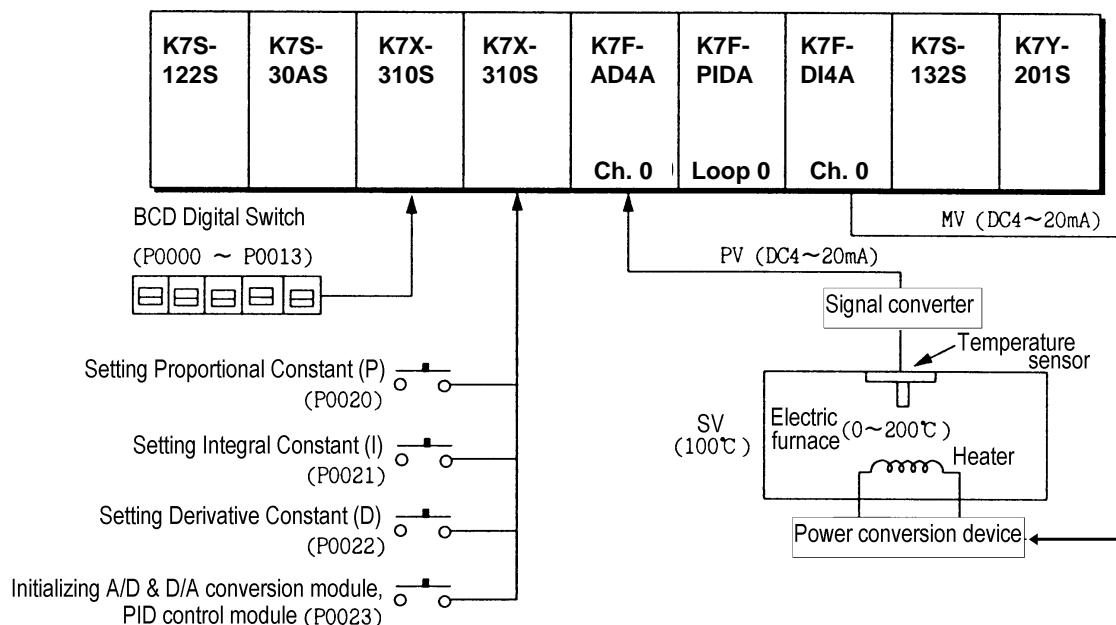 K7S-
122S
K7S-
30AS
K7X-
310S
K7X-
310S
K7F-
AD4A
K7F-
PIDA
K7F-
DI4A
K7S-
132S
K7Y-
201S
Ch. 0
Loop 0
Ch. 0
BCD Digital Switch
(P0000 ~ P0013)
MV (DC4~20mA)
PV (DC4~20mA)
Signal converter
Temperature
sensor
Setting Proportional Constant (P)
(P0020)
SV
(100℃)
Electric
furnace
(0~200℃)
Heater
Setting Integral Constant (I)
(P0021)
Setting Derivative Constant (D)
(P0022)
Power conversion device
Initializing A/D & D/A conversion module,
PID control module (P0023)